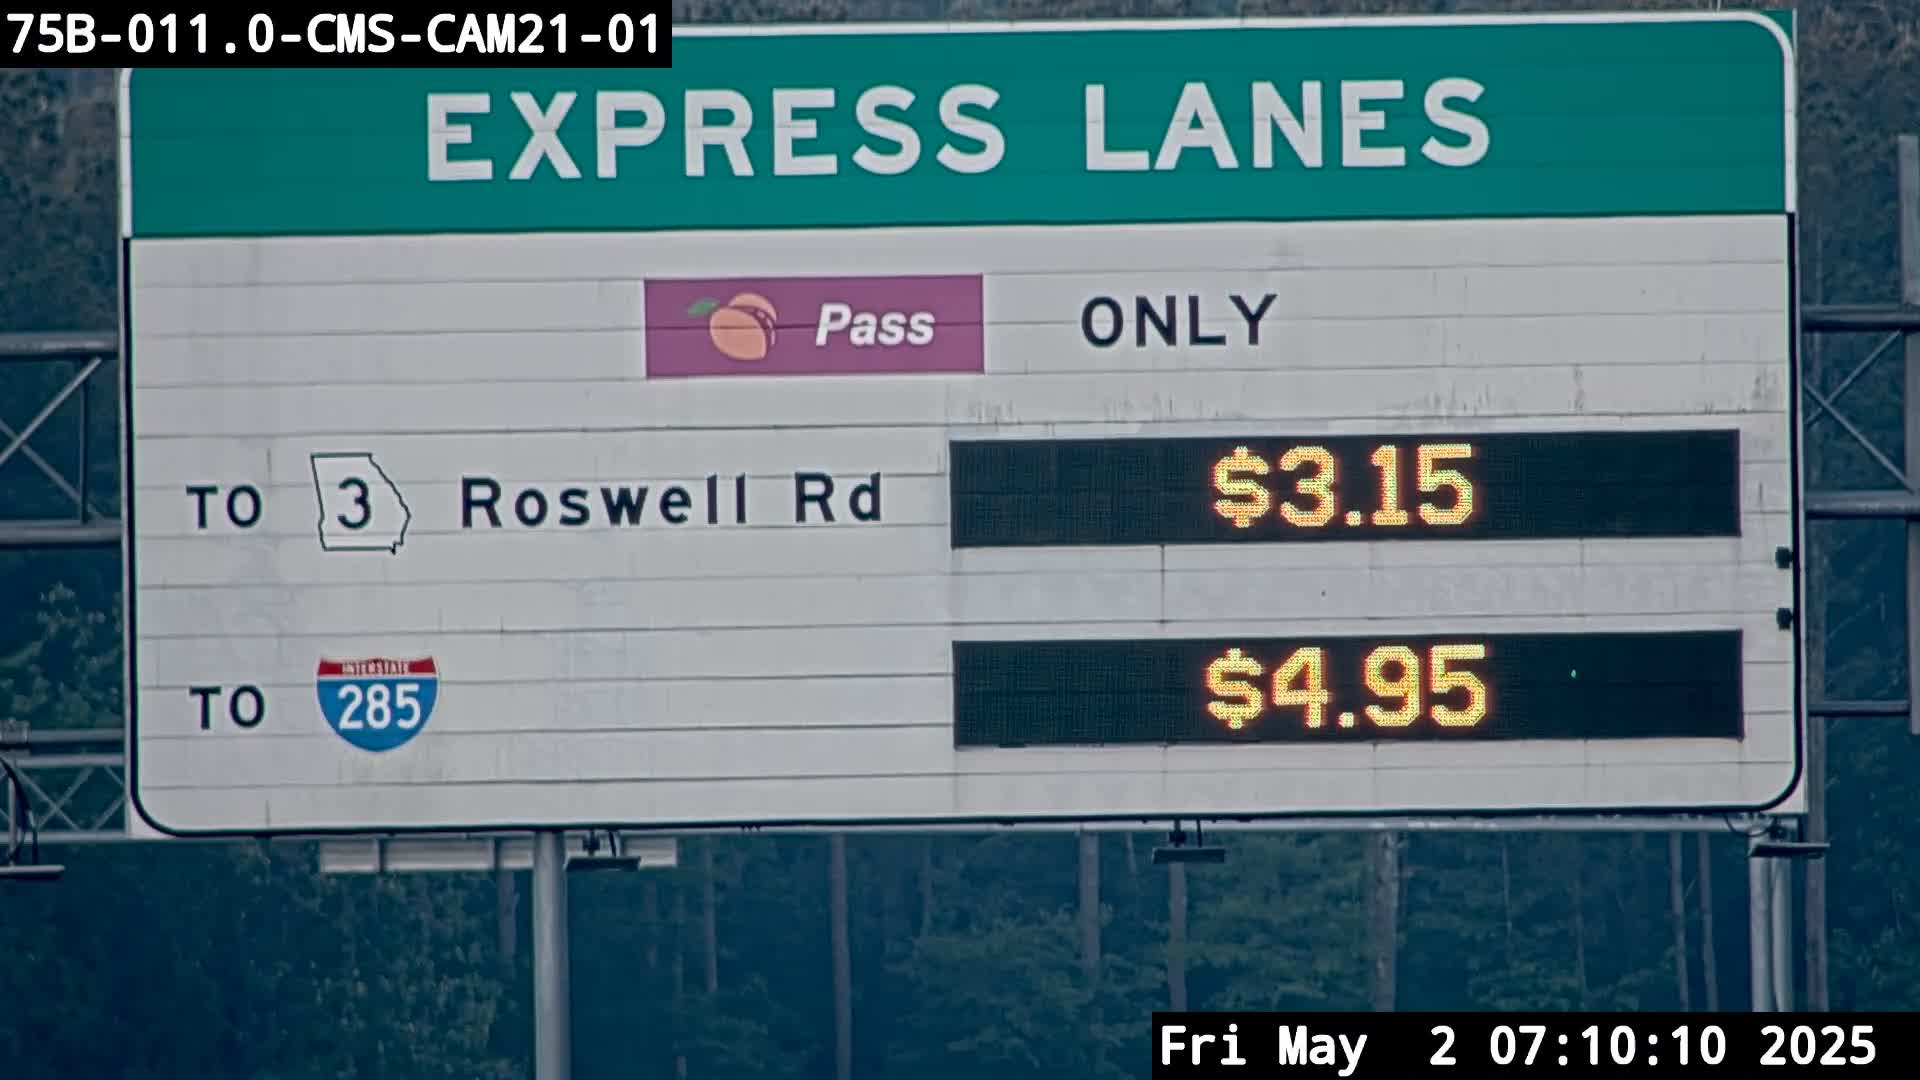 75B-011.0-CMS-CAM21-01
EXPRESS LANES
Pass ONLY
TO 3 Roswell Rd $3.15
INTERSTATE
TO 285 $4.95
Fri May 2 07:10:10 2025